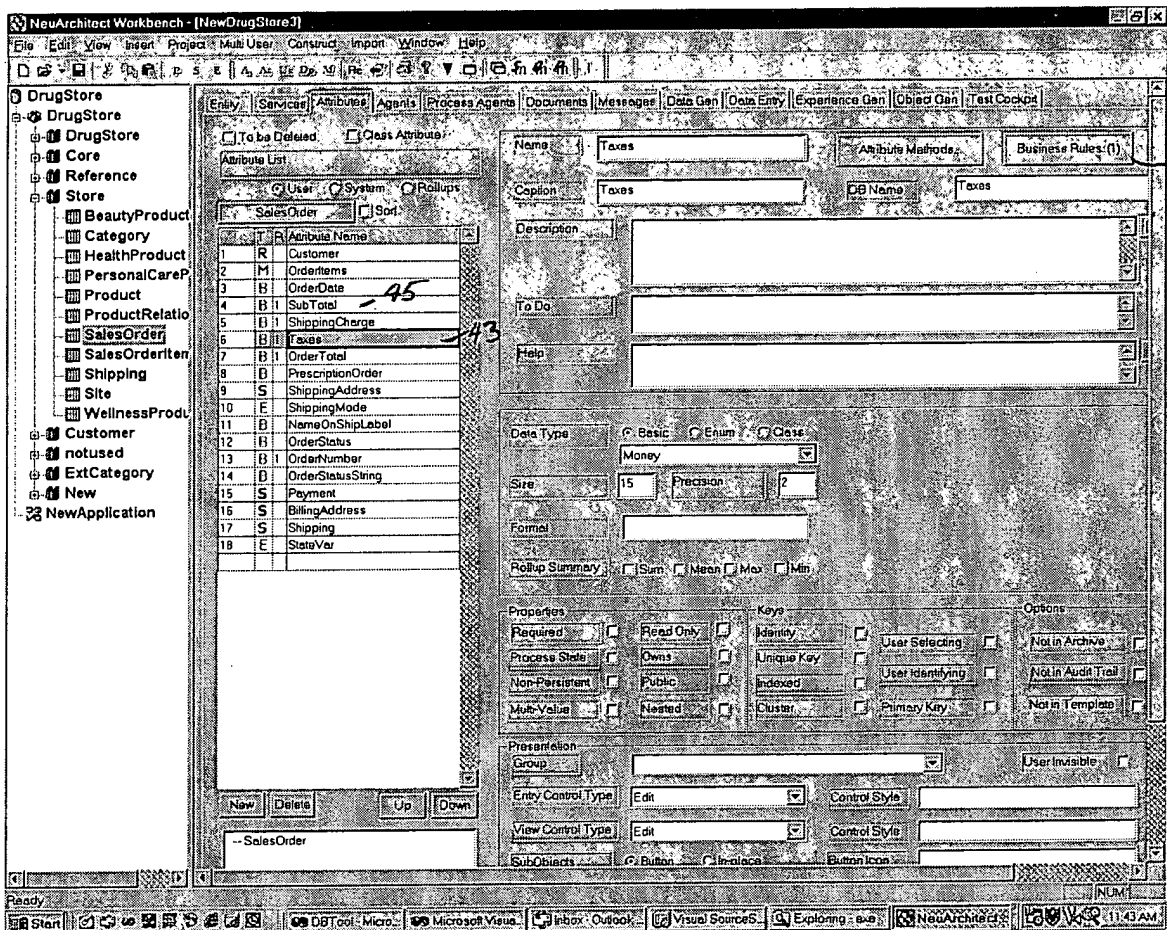 NeuArchitect Workbench - [NewDrugStore3]
File Edit View Insert Project Multi User Construct Import Window Help
DrugStore
DrugStore
DrugStore
Core
Reference
Store
BeautyProduct
Category
HealthProduct
PersonalCareP
Product
ProductRelatio
SalesOrder
SalesOrderIten
Shipping
Site
WellnessProdu
Customer
notused
ExtCategory
New
NewApplication
Entity Services Attributes Agents Process Agents Documents Messages Data Gen Data Entry Experience Gen Object Gen Test Cockpit
To be Deleted Class Attribute
Attribute List
User System Rollups
SalesOrder Sort
T R Attribute Name
1 R Customer
2 M OrderItems
3 B OrderDate
4 B 1 SubTotal 45
5 B 1 ShippingCharge
6 B 1 Taxes 43
7 B 1 OrderTotal
8 B PrescriptionOrder
9 S ShippingAddress
10 E ShippingMode
11 B NameOnShipLabel
12 B OrderStatus
13 B 1 OrderNumber
14 B OrderStatusString
15 S Payment
16 S BillingAddress
17 S Shipping
18 E StateVar
New Delete Up Down
-- SalesOrder
Name Taxes Attribute Methods... Business Rules: (1)
Caption Taxes DB Name Taxes
Description
To Do
Help
Data Type Basic Enum Class
Money
Size 15 Precision 2
Format
Rollup Summary Sum Mean Max Min
Properties Keys Options
Required Read Only Identity User Selecting Not in Archive
Process State Owns Unique Key User Identifying Not in Audit Trail
Non-Persistent Public Indexed
Multi-Value Nested Cluster Primary Key Not in Template
Presentation
Group User Invisible
Entry Control Type Edit Control Style
View Control Type Edit Control Style
SubObjects Button In-place Button Icon
Ready NUM
Start DBTool - Micro... Microsoft Visua... Inbox - Outlook... Visual SourceS... Exploring - exe NeuArchitect 11:43 AM